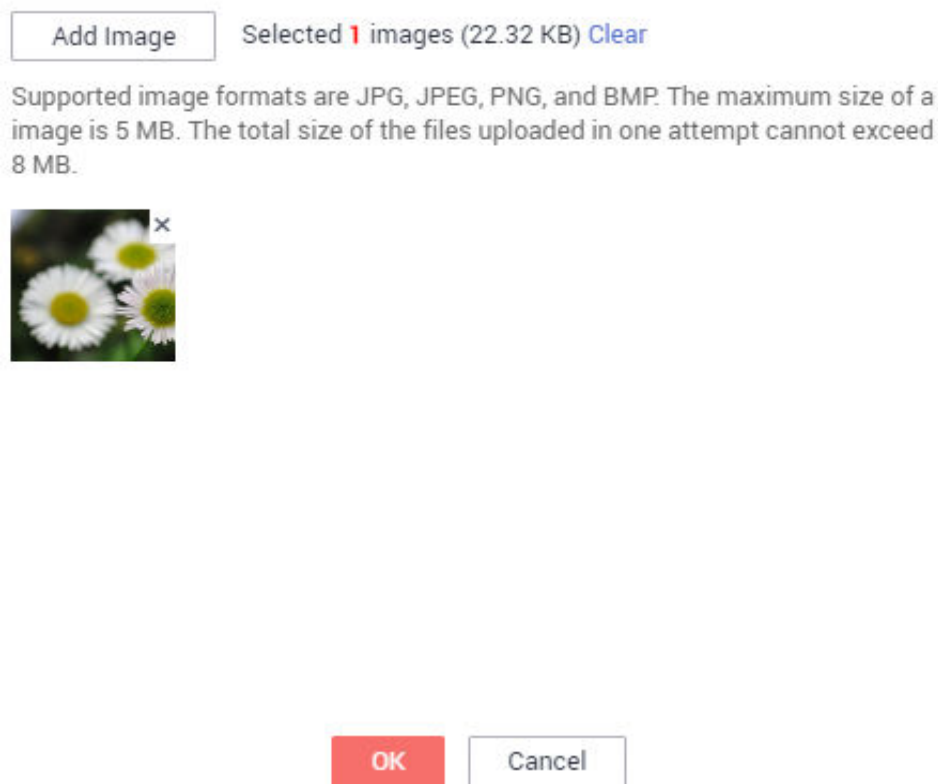 Add Image Selected 1 images (22.32 KB) Clear
Supported image formats are JPG, JPEG, PNG, and BMP. The maximum size of a
image is 5 MB. The total size of the files uploaded in one attempt cannot exceed
8 MB.
×
OK Cancel